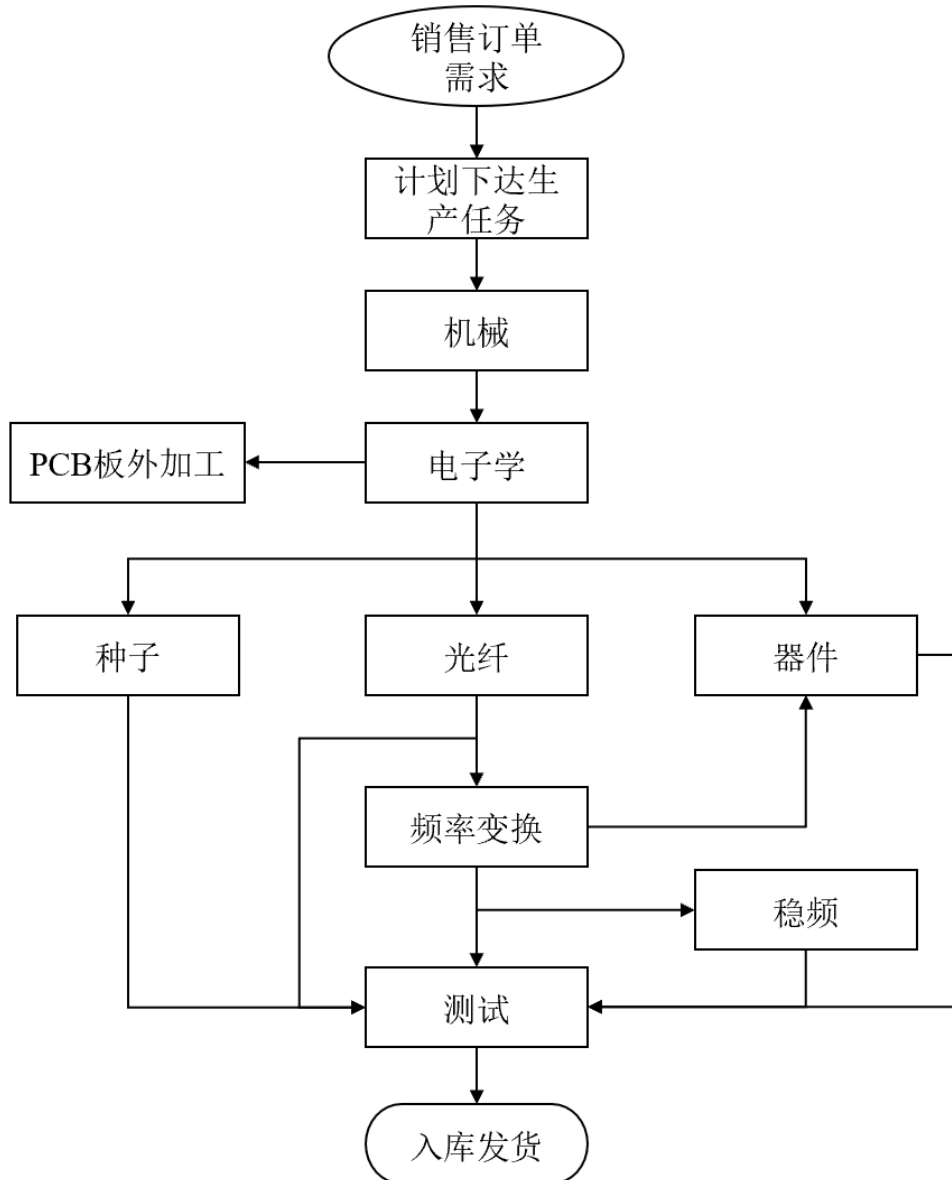 销售订单
需求
计划下达生
产任务
机械
PCB板外加工
电子学
种子
光纤
器件
频率变换
稳频
测试
入库发货